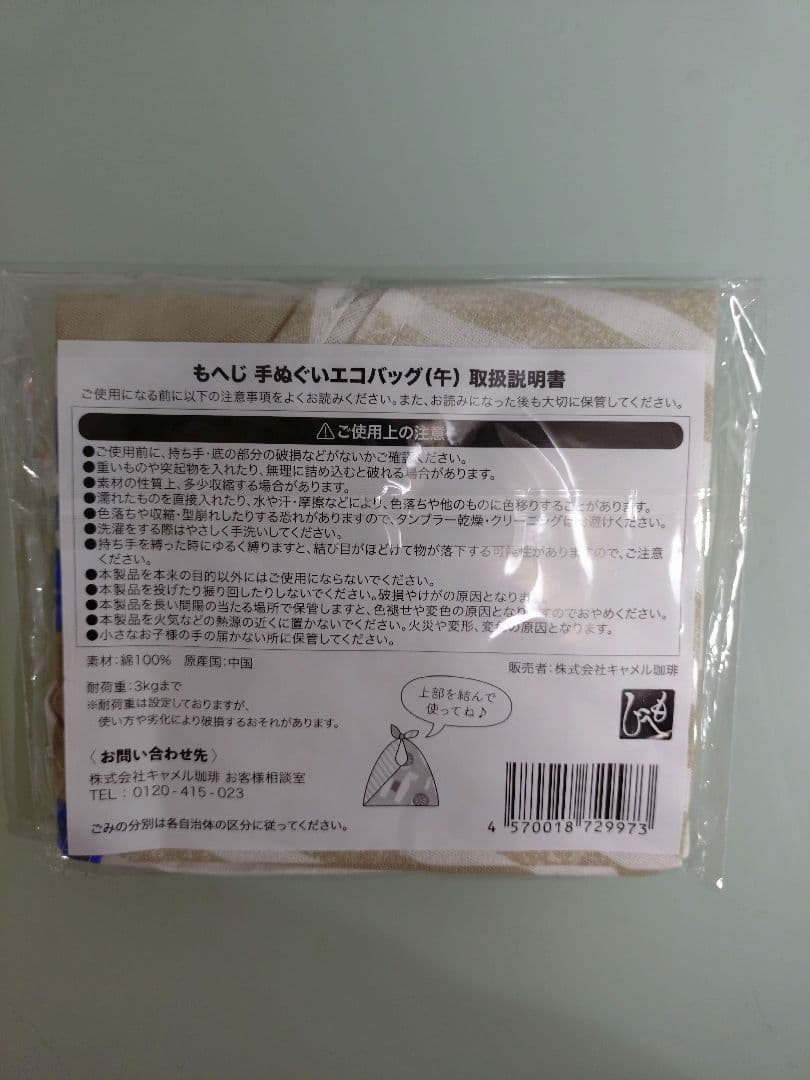 もへじ 手ぬぐいエコバッグ(午) 取扱説明書
ご使用になる前に以下の注意事項をよくお読みください。また、お読みになった後も大切に保管してください。
⚠ご使用上の注意
●ご使用前に、持ち手・底の部分の破損などがないかご確認ください。
●重いものや突起物を入れたり、無理に詰め込むと破れる場合があります。
●素材の性質上、多少収縮する場合があります。
●濡れたものを直接入れたり、水や汗・摩擦などにより、色落ちや他のものに色移りすることがあります。
●色落ちや収縮・型崩れしたりする恐れがありますので、タンブラー乾燥・クリーニングはお避けください。
●洗濯をする際はやさしく手洗いしてください。
●持ち手を縛った時にゆるく縛りますと、結び目がほどけて物が落下する可能性がありますので、ご注意
ください。
●本製品を本来の目的以外にはご使用にならないでください。
●本製品を投げたり振り回したりしないでください。破損やけがの原因となります
●本製品を長い間陽の当たる場所で保管しますと、色褪せや変色の原因となりますのでおやめください。
●本製品を火気などの熱源の近くに置かないでください。火災や変形、変色の原因となります。
●小さなお子様の手の届かない所に保管してください。
素材:綿100% 原産国:中国
販売者:株式会社キャメル珈琲
耐荷重:3kgまで
※耐荷重は設定しておりますが、
使い方や劣化により破損するおそれがあります。
上部を結んで
使ってね♪
もへじ
〈お問い合わせ先〉
株式会社キャメル珈琲 お客様相談室
TEL : 0120-415-023
ごみの分別は各自治体の区分に従ってください。
4 570018 729973